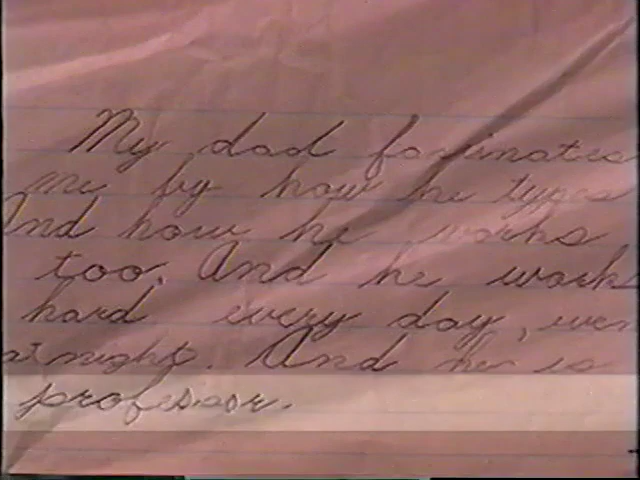 My dad fasinates
me by how he types
And how he works
too. And he works
hard every day, even
at night. And he is
professor.